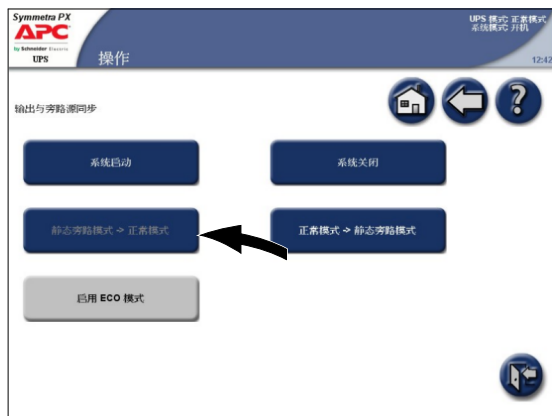 Symmetra PX
APC
by Schneider Electric
UPS
操作
UPS 模式 正常模式
系统模式 开机
12:42
输出与旁路源同步
系统启动
系统关闭
静态旁路模式 -> 正常模式
正常模式 -> 静态旁路模式
启用 ECO 模式